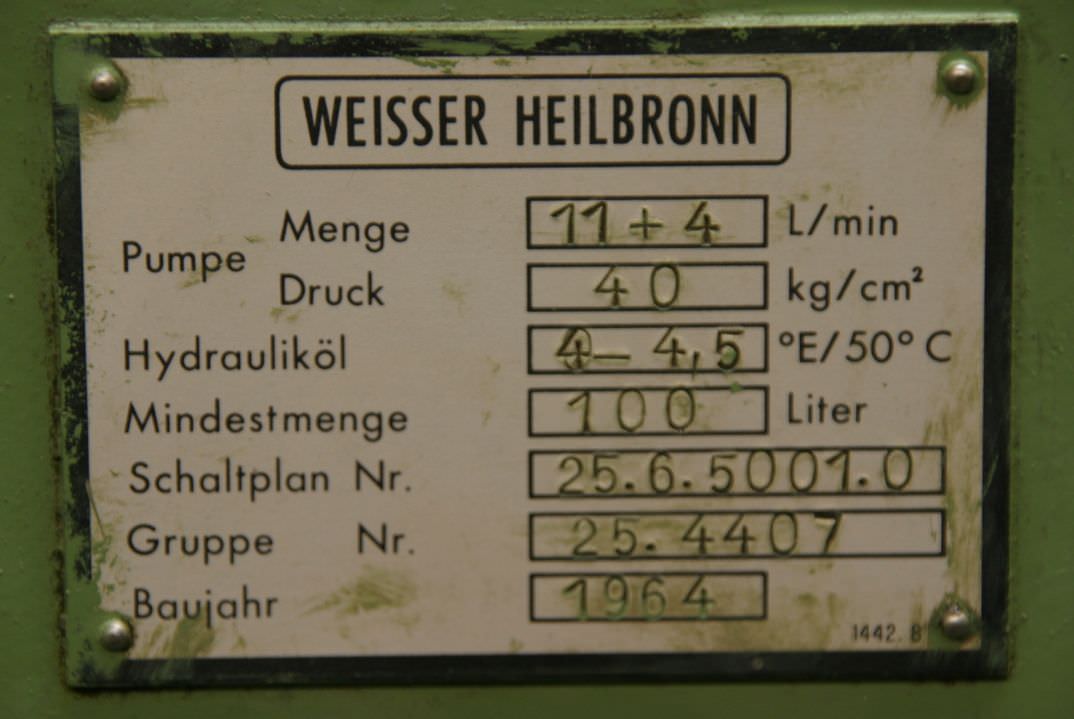 WEISSER HEILBRONN
Pumpe Menge 11 + 4 L/min
Druck 40 kg/cm²
Hydrauliköl 4 – 4,5 °E/50° C
Mindestmenge 100 Liter
Schaltplan Nr. 25.6.5001.0
Gruppe Nr. 25.4407
Baujahr 1964
1442. B